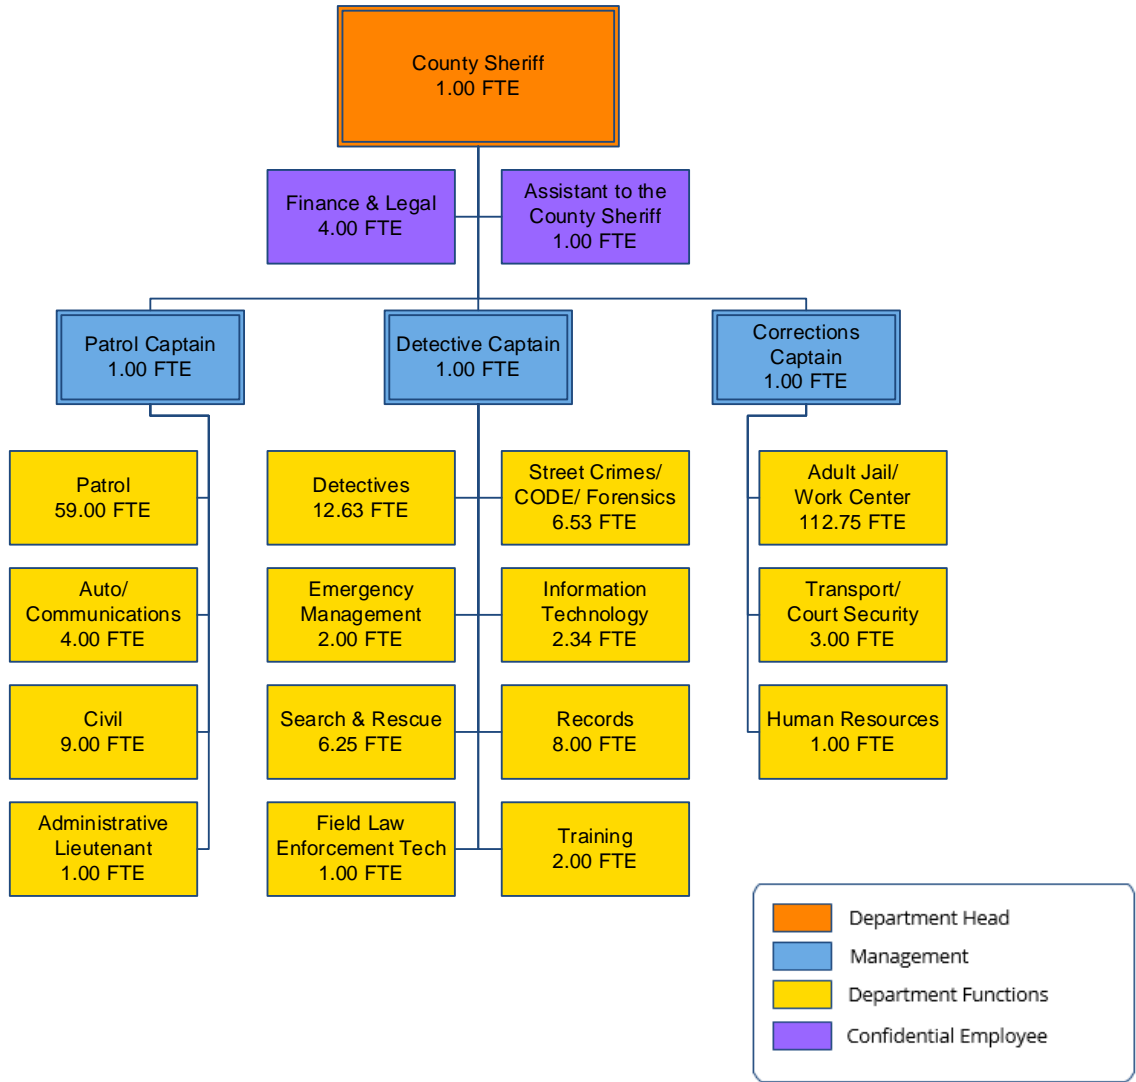 County Sheriff
1.00 FTE
Finance & Legal
4.00 FTE
Assistant to the
County Sheriff
1.00 FTE
Patrol Captain
1.00 FTE
Detective Captain
1.00 FTE
Corrections
Captain
1.00 FTE
Patrol
59.00 FTE
Detectives
12.63 FTE
Street Crimes/
CODE/ Forensics
6.53 FTE
Adult Jail/
Work Center
112.75 FTE
Auto/
Communications
4.00 FTE
Emergency
Management
2.00 FTE
Information
Technology
2.34 FTE
Transport/
Court Security
3.00 FTE
Civil
9.00 FTE
Search & Rescue
6.25 FTE
Records
8.00 FTE
Human Resources
1.00 FTE
Administrative
Lieutenant
1.00 FTE
Field Law
Enforcement Tech
1.00 FTE
Training
2.00 FTE
Department Head
Management
Department Functions
Confidential Employee